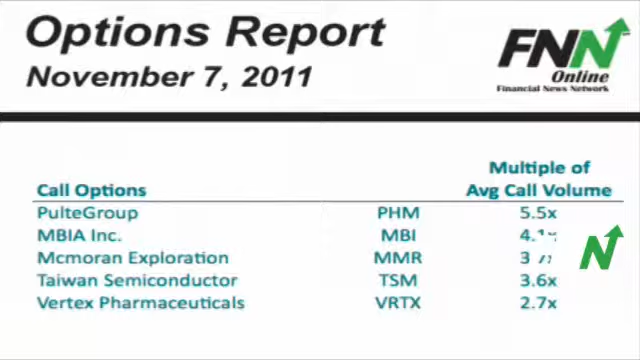 Options Report
November 7, 2011
FNN
Online
Financial News Network
Multiple of
Call Options Avg Call Volume
PulteGroup PHM 5.5x
MBIA Inc. MBI
Mcmoran Exploration MMR
Taiwan Semiconductor TSM 3.6x
Vertex Pharmaceuticals VRTX 2.7x
N